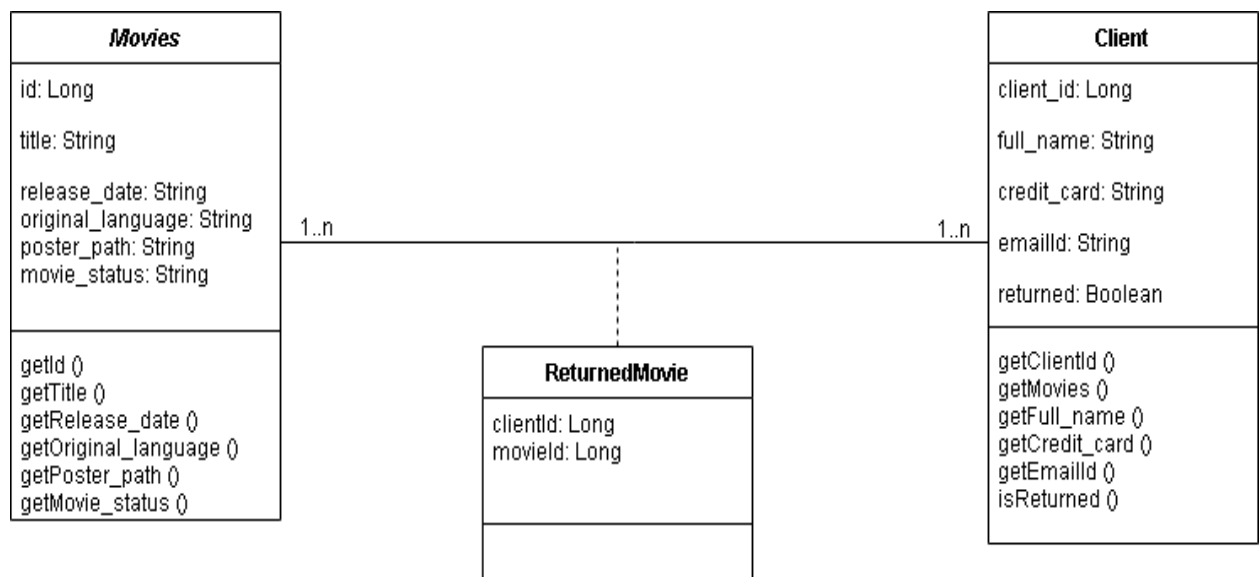 Movies
id: Long
title: String
release_date: String
original_language: String
poster_path: String
movie_status: String
getId ()
getTitle ()
getRelease_date ()
getOriginal_language ()
getPoster_path ()
getMovie_status ()
1..n
1..n
ReturnedMovie
clientId: Long
movieId: Long
Client
client_id: Long
full_name: String
credit_card: String
emailId: String
returned: Boolean
getClientId ()
getMovies ()
getFull_name ()
getCredit_card ()
getEmailId ()
isReturned ()